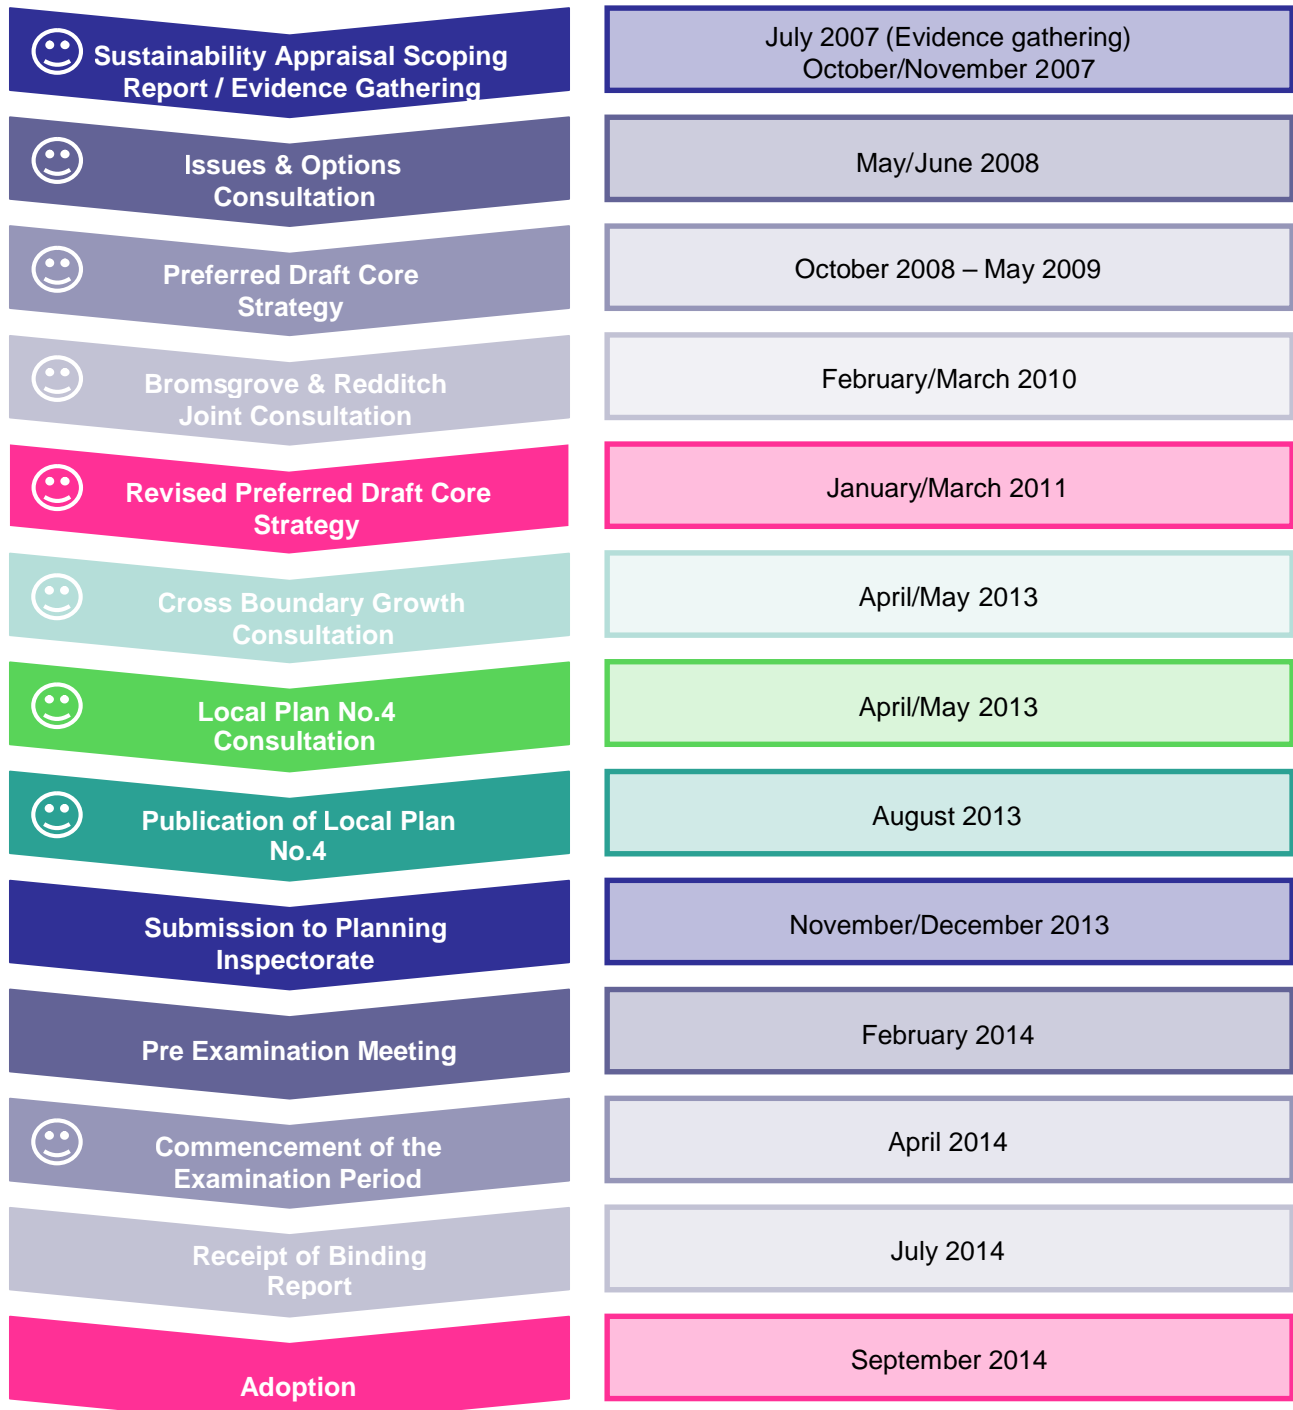 Sustainability Appraisal Scoping
Report / Evidence Gathering
July 2007 (Evidence gathering)
October/November 2007
Issues & Options
Consultation
May/June 2008
Preferred Draft Core
Strategy
October 2008 – May 2009
Bromsgrove & Redditch
Joint Consultation
February/March 2010
Revised Preferred Draft Core
Strategy
January/March 2011
Cross Boundary Growth
Consultation
April/May 2013
Local Plan No.4
Consultation
April/May 2013
Publication of Local Plan
No.4
August 2013
Submission to Planning
Inspectorate
November/December 2013
Pre Examination Meeting
February 2014
Commencement of the
Examination Period
April 2014
Receipt of Binding
Report
July 2014
Adoption
September 2014